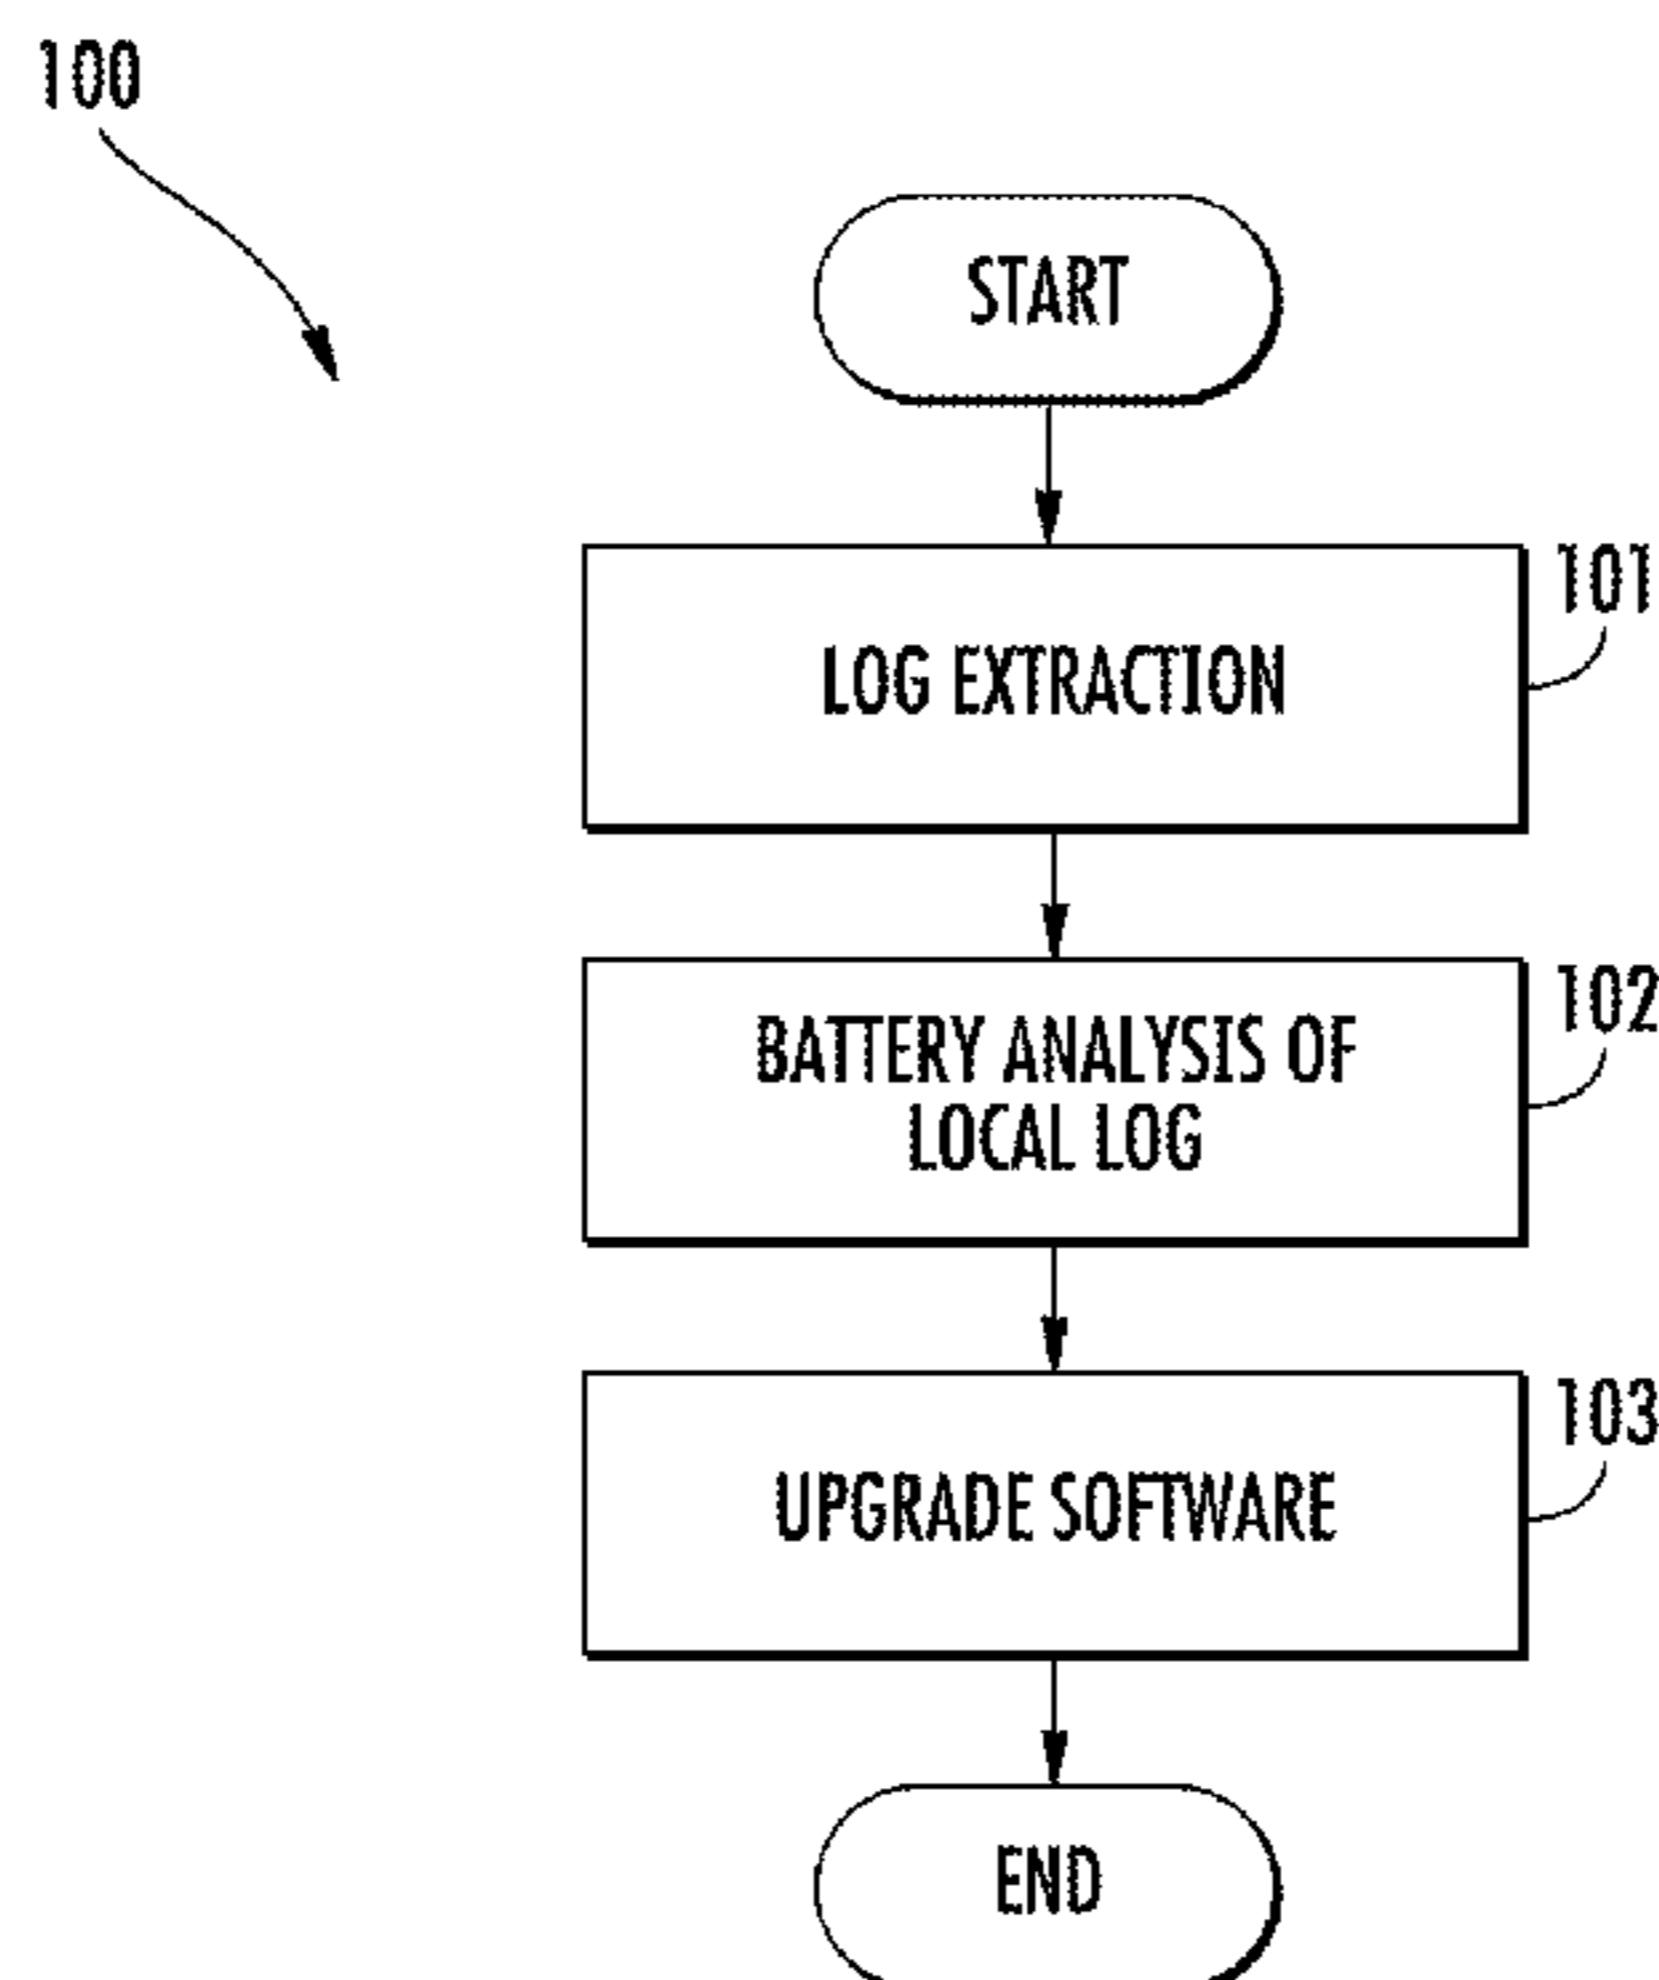 100
START
101
LOG EXTRACTION
102
BATTERY ANALYSIS OF
LOCAL LOG
103
UPGRADE SOFTWARE
END